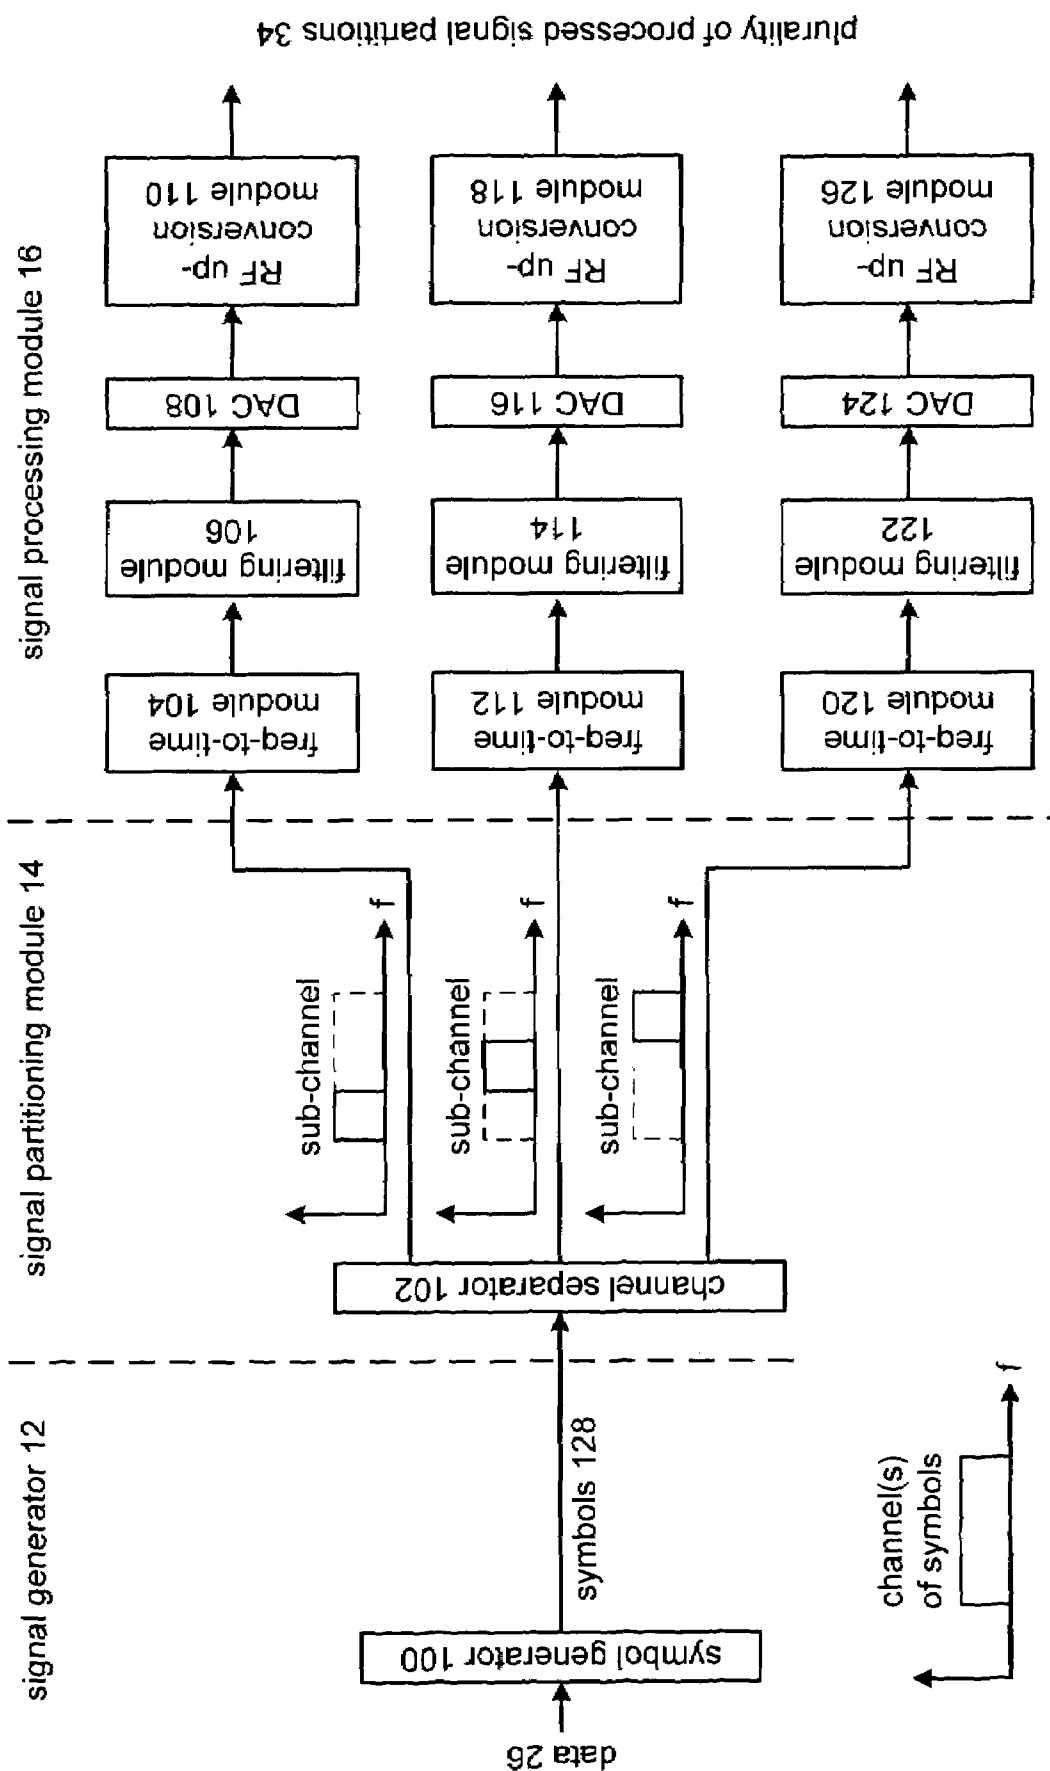 signal generator 12
signal partitioning module 14
signal processing module 16
data 26
symbol generator 100
symbols 128
channel(s)
of symbols
f
channel separator 102
sub-channel
f
sub-channel
f
sub-channel
f
freq-to-time
module 104
filtering module
106
DAC 108
RF up-
conversion
module 110
freq-to-time
module 112
filtering module
114
DAC 116
RF up-
conversion
module 118
freq-to-time
module 120
filtering module
122
DAC 124
RF up-
conversion
module 126
plurality of processed signal partitions 34